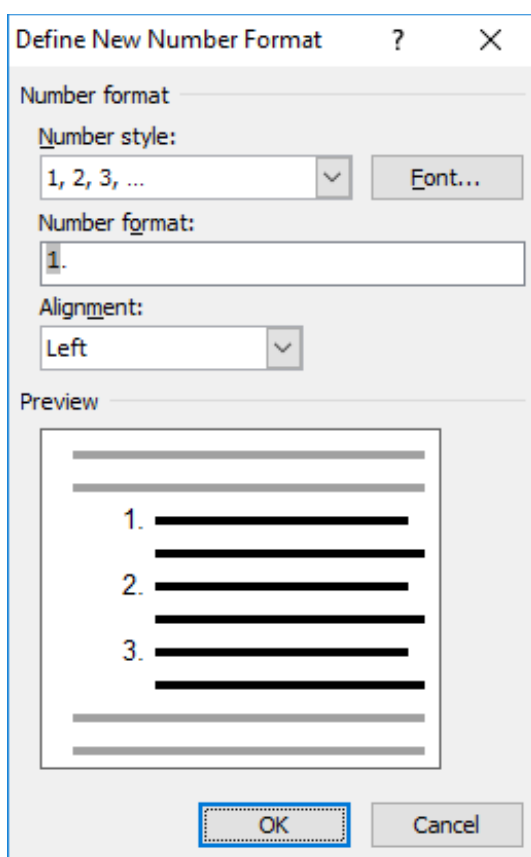 Define New Number Format ?
Number format
Number style:
1, 2, 3, ... Font...
Number format:
1.
Alignment:
Left
Preview
1.
2.
3.
OK Cancel